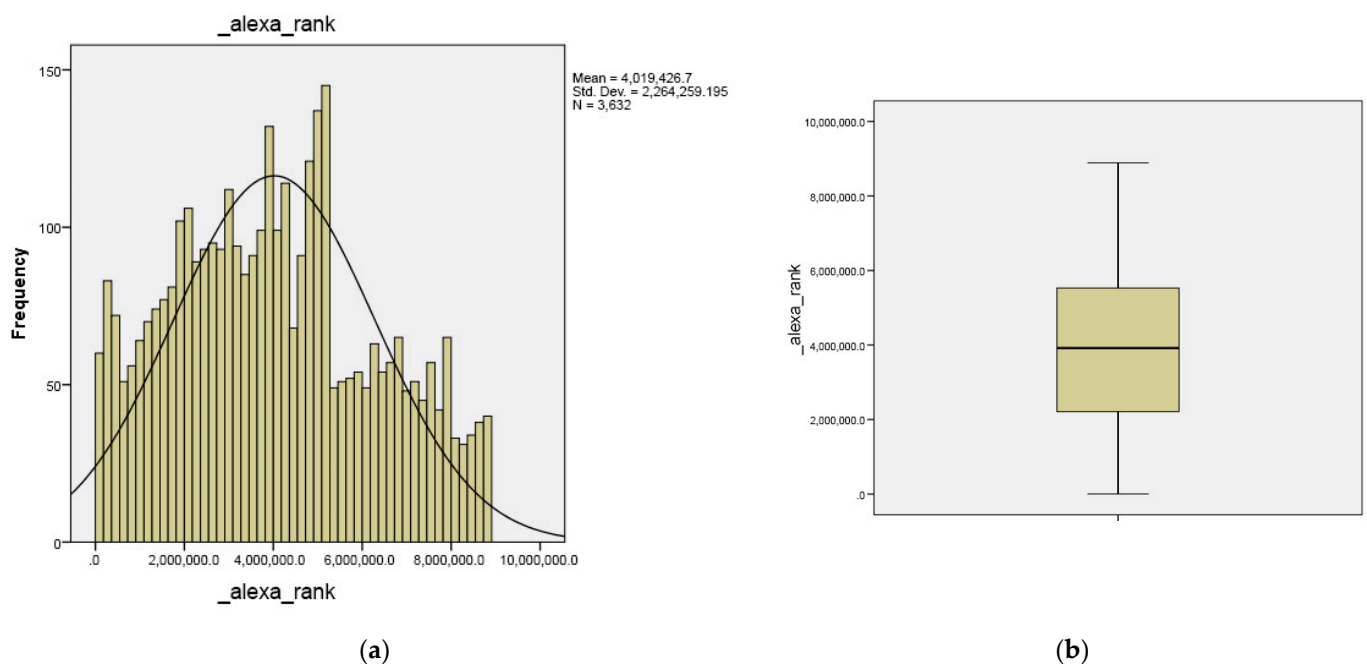 _alexa_rank
150
100
50
0
Frequency
.0
2,000,000.0
4,000,000.0
6,000,000.0
8,000,000.0
10,000,000.0
_alexa_rank
Mean = 4,019,426.7
Std. Dev. = 2,264,259.195
N = 3,632
(a)
10,000,000.0
8,000,000.0
6,000,000.0
4,000,000.0
2,000,000.0
.0
_alexa_rank
(b)